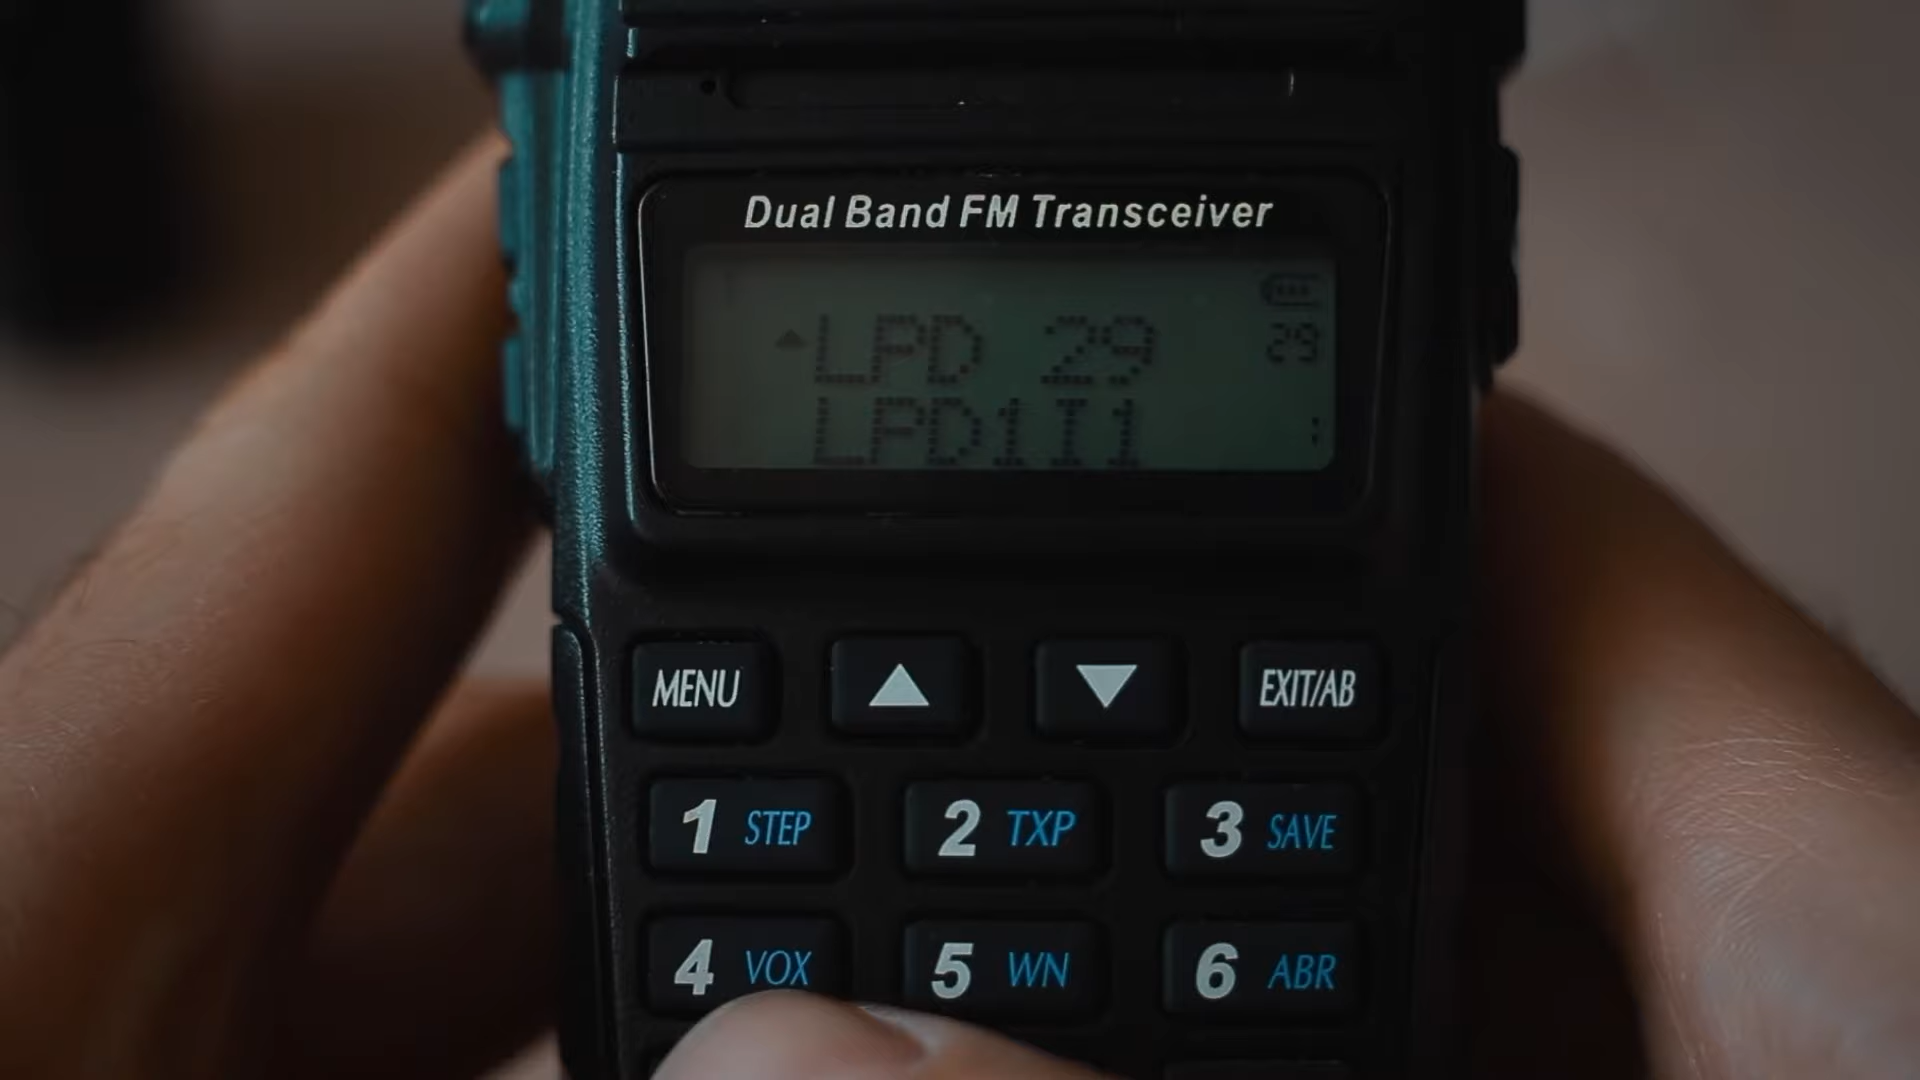 Dual Band FM Transceiver
LPD 29 29
LPD1I1
MENU EXIT/AB
1 STEP 2 TXP 3 SAVE
4 VOX 5 WN 6 ABR